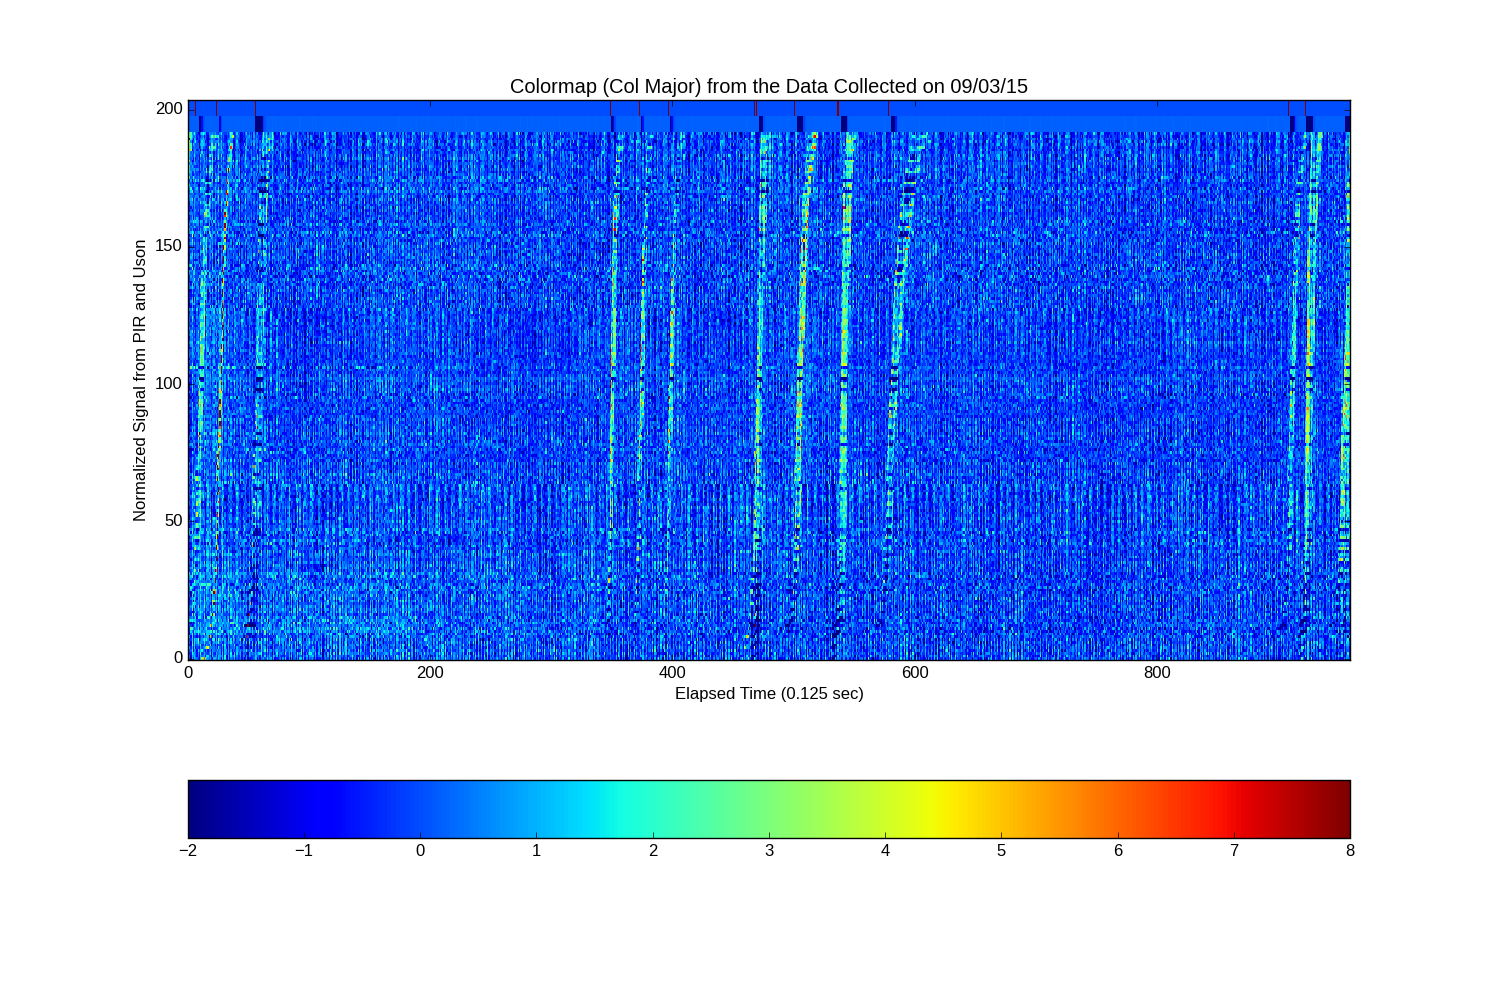 Colormap (Col Major) from the Data Collected on 09/03/15
Normalized Signal from PIR and Uson
200
150
100
50
0
0 200 400 600 800
Elapsed Time (0.125 sec)
−2 −1 0 1 2 3 4 5 6 7 8